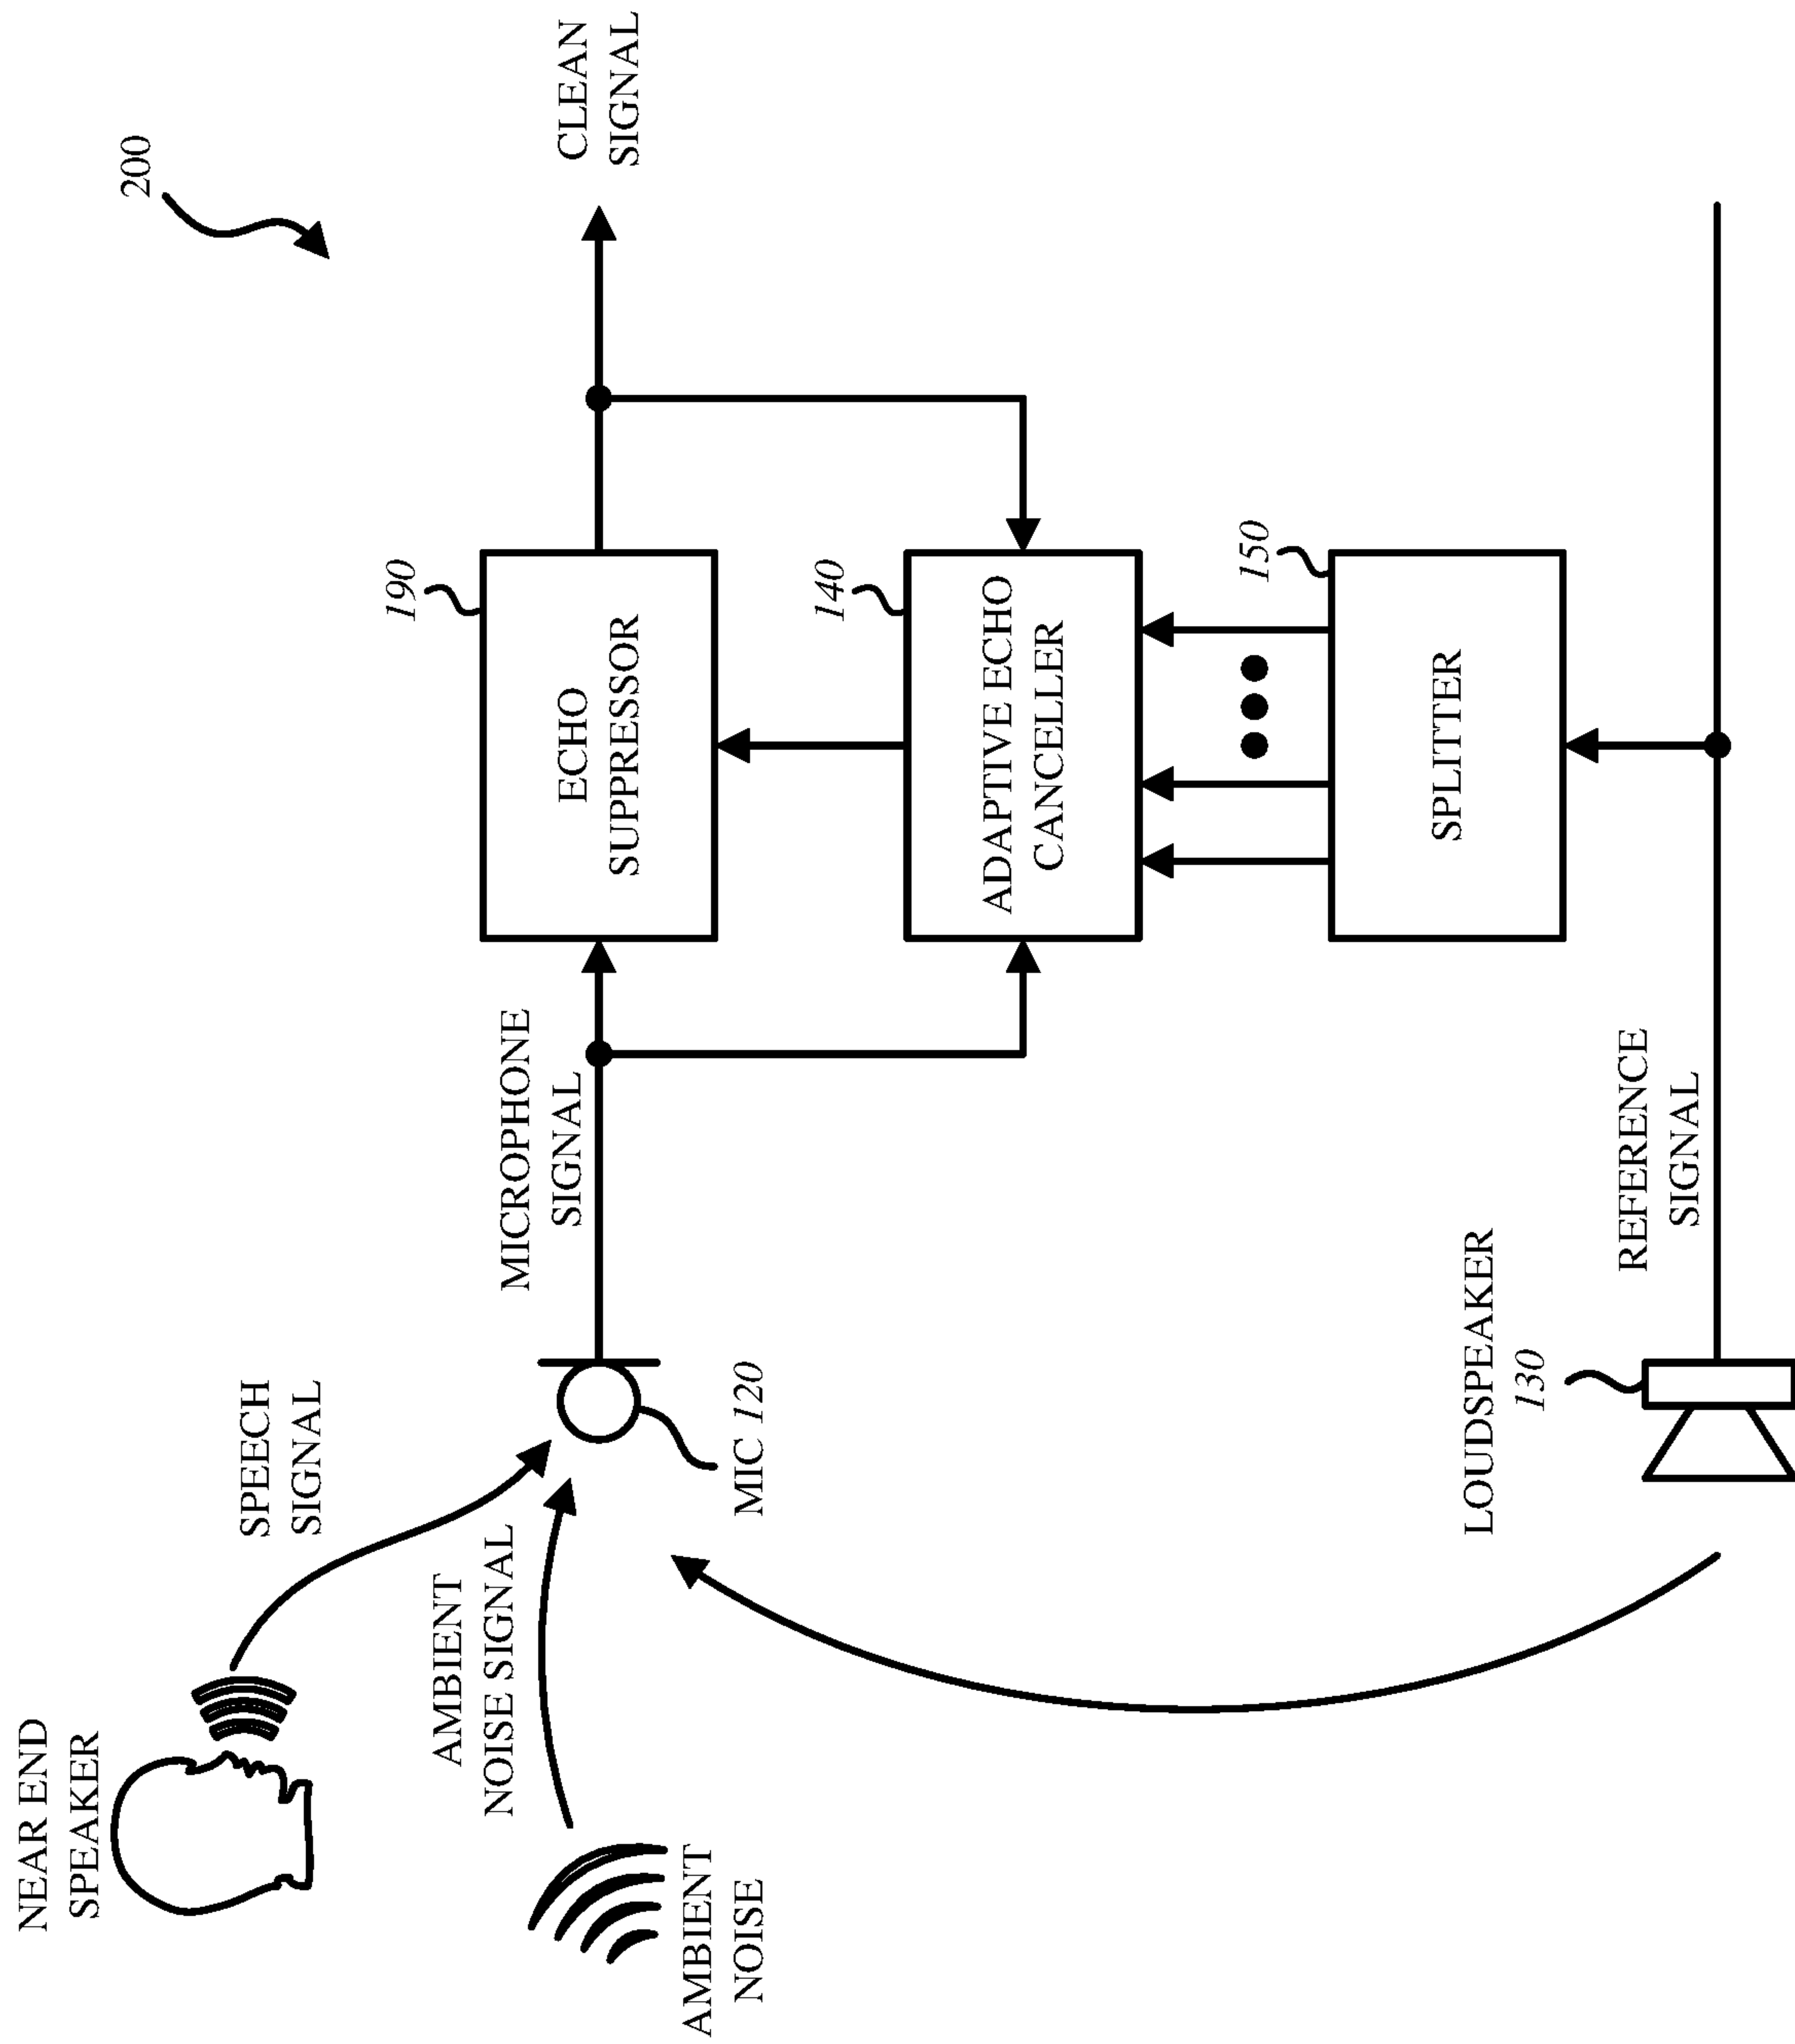 200
NEAR END
SPEAKER
SPEECH
SIGNAL
AMBIENT
NOISE SIGNAL
AMBIENT
NOISE
MIC 120
MICROPHONE
SIGNAL
190
ECHO
SUPPRESSOR
CLEAN
SIGNAL
140
ADAPTIVE ECHO
CANCELLER
150
SPLITTER
LOUDSPEAKER
130
REFERENCE
SIGNAL